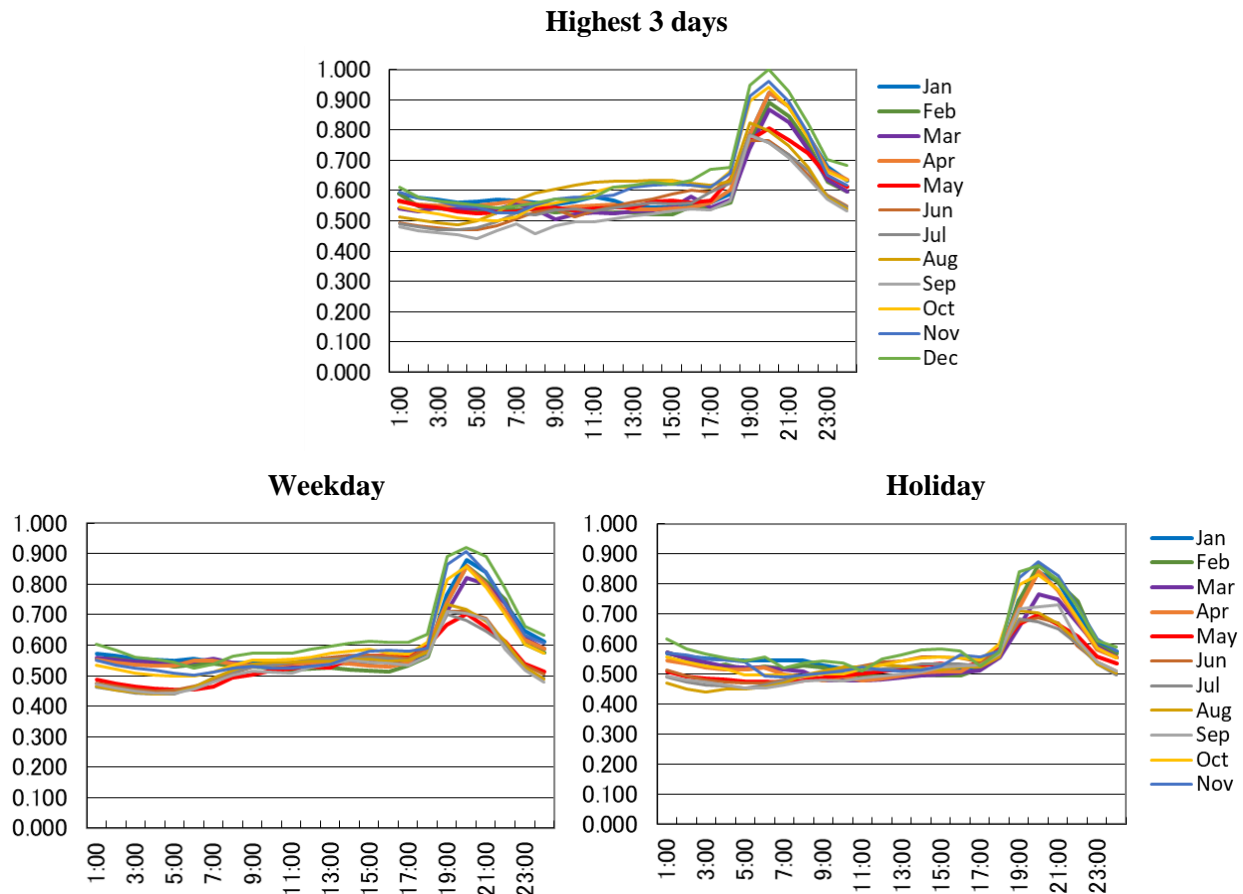 Highest 3 days
1.000
0.900
0.800
0.700
0.600
0.500
0.400
0.300
0.200
0.100
0.000
1:00
3:00
5:00
7:00
9:00
11:00
13:00
15:00
17:00
19:00
21:00
23:00
Jan
Feb
Mar
Apr
May
Jun
Jul
Aug
Sep
Oct
Nov
Dec
Weekday
1.000
0.900
0.800
0.700
0.600
0.500
0.400
0.300
0.200
0.100
0.000
1:00
3:00
5:00
7:00
9:00
11:00
13:00
15:00
17:00
19:00
21:00
23:00
Holiday
1.000
0.900
0.800
0.700
0.600
0.500
0.400
0.300
0.200
0.100
0.000
1:00
3:00
5:00
7:00
9:00
11:00
13:00
15:00
17:00
19:00
21:00
23:00
Jan
Feb
Mar
Apr
May
Jun
Jul
Aug
Sep
Oct
Nov